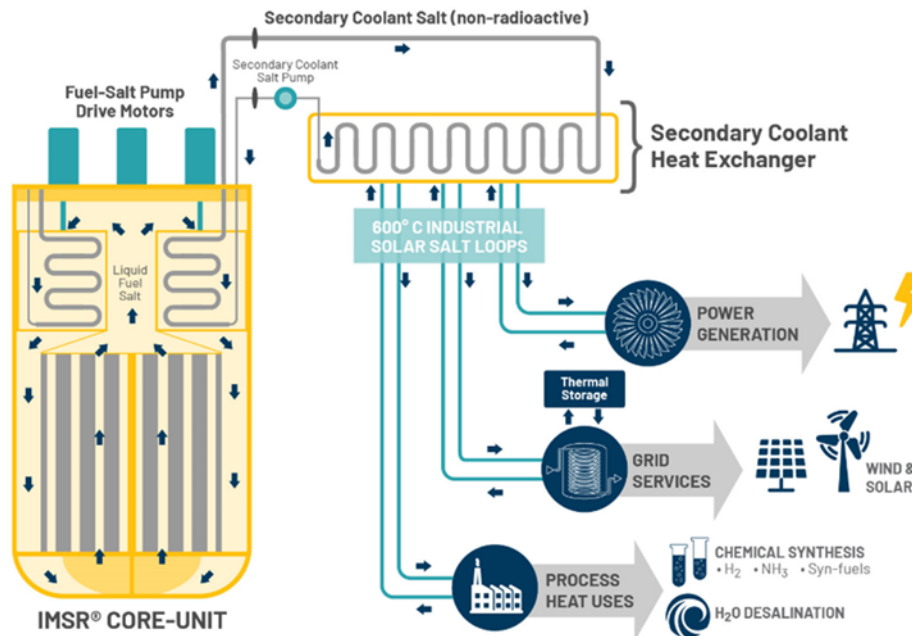 Secondary Coolant Salt (non-radioactive)
Secondary Coolant
Salt Pump
Fuel-Salt Pump
Drive Motors
Secondary Coolant
Heat Exchanger
600° C INDUSTRIAL
SOLAR SALT LOOPS
Liquid
Fuel
Salt
POWER
GENERATION
Thermal
Storage
GRID
SERVICES
WIND &
SOLAR
PROCESS
HEAT USES
CHEMICAL SYNTHESIS
• H₂ • NH₃ • Syn-fuels
H₂O DESALINATION
IMSR® CORE-UNIT